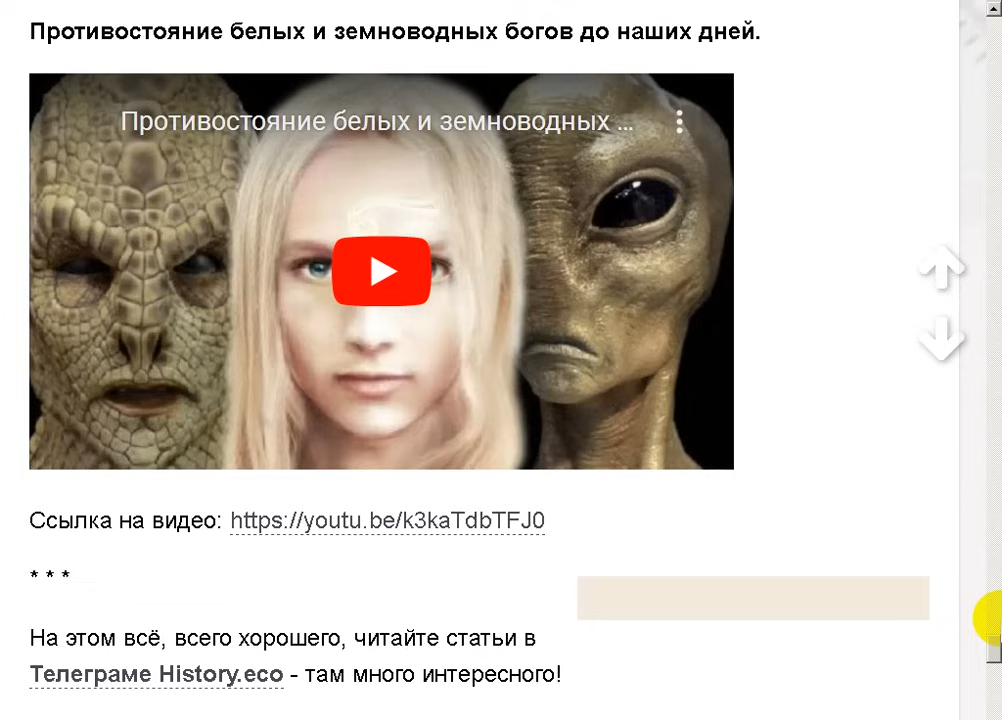 Противостояние белых и земноводных богов до наших дней.
Противостояние белых и земноводных ...
Ссылка на видео: https://youtu.be/k3kaTdbTFJ0
* * *
На этом всё, всего хорошего, читайте статьи в
Телеграме History.eco - там много интересного!